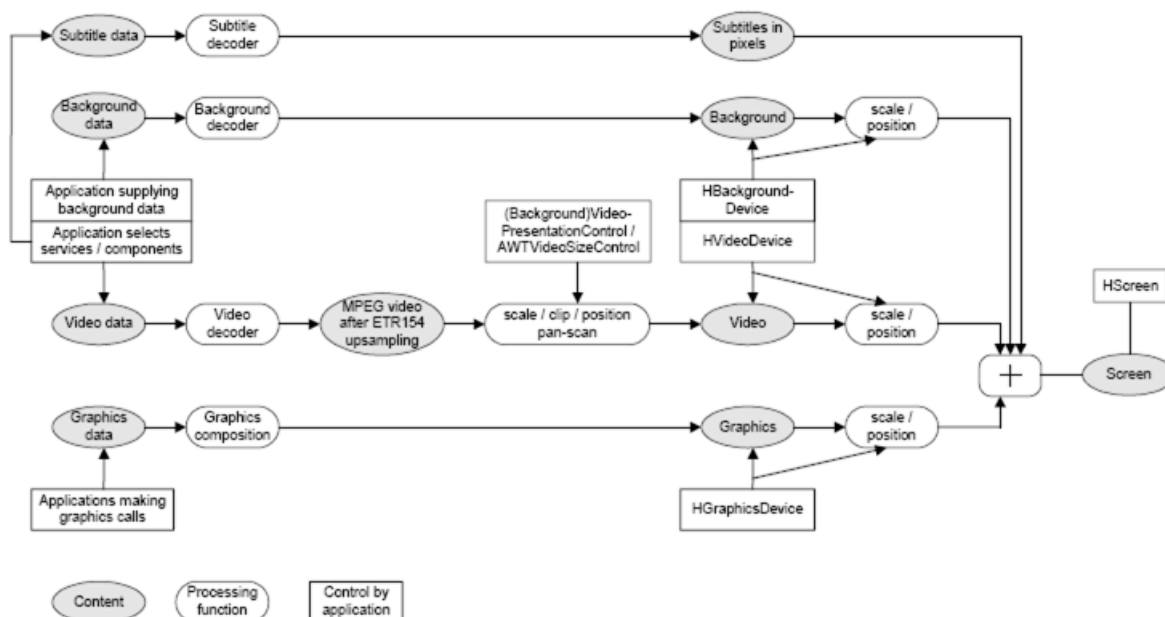 Subtitle data
Subtitle
decoder
Subtitles in
pixels
Background
data
Background
decoder
Background
scale /
position
Application supplying
background data
Application selects
services / components
(Background)Video-
PresentationControl /
AWTVideoSizeControl
HBackground-
Device
HVideoDevice
HScreen
Video data
Video
decoder
MPEG video
after ETR154
upsampling
scale / clip / position
pan-scan
Video
scale /
position
+
Screen
Graphics
data
Graphics
composition
Graphics
scale /
position
Applications making
graphics calls
HGraphicsDevice
Content
Processing
function
Control by
application